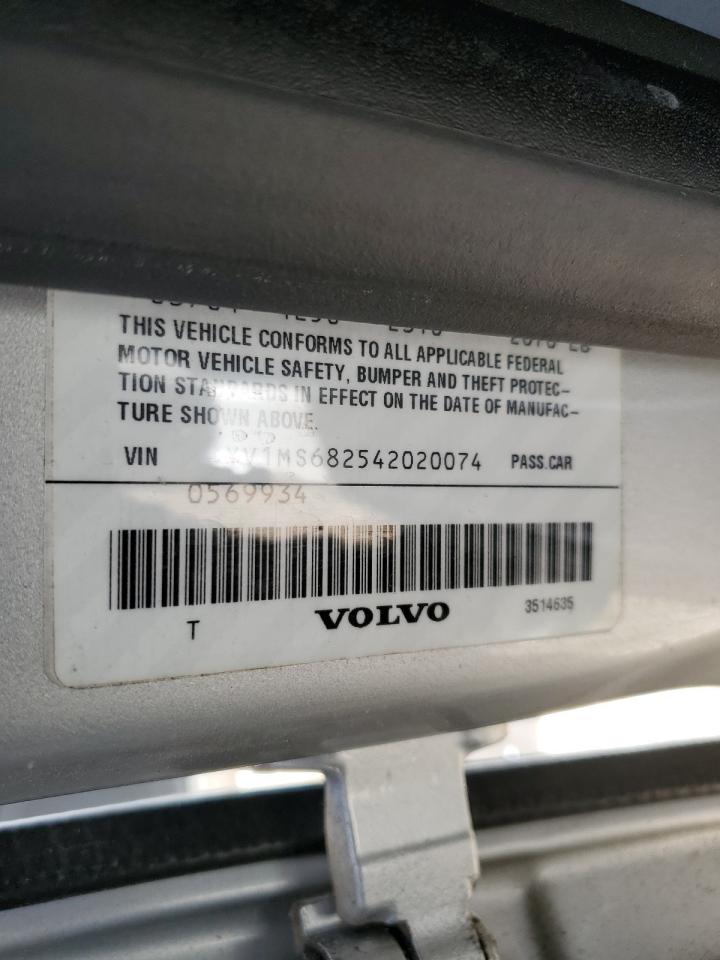 THIS VEHICLE CONFORMS TO ALL APPLICABLE FEDERAL
MOTOR VEHICLE SAFETY, BUMPER AND THEFT PROTEC-
TION STANDARDS IN EFFECT ON THE DATE OF MANUFAC-
TURE SHOWN ABOVE.
VIN YV1MS682542020074 PASS.CAR
0569934
T VOLVO 3514635